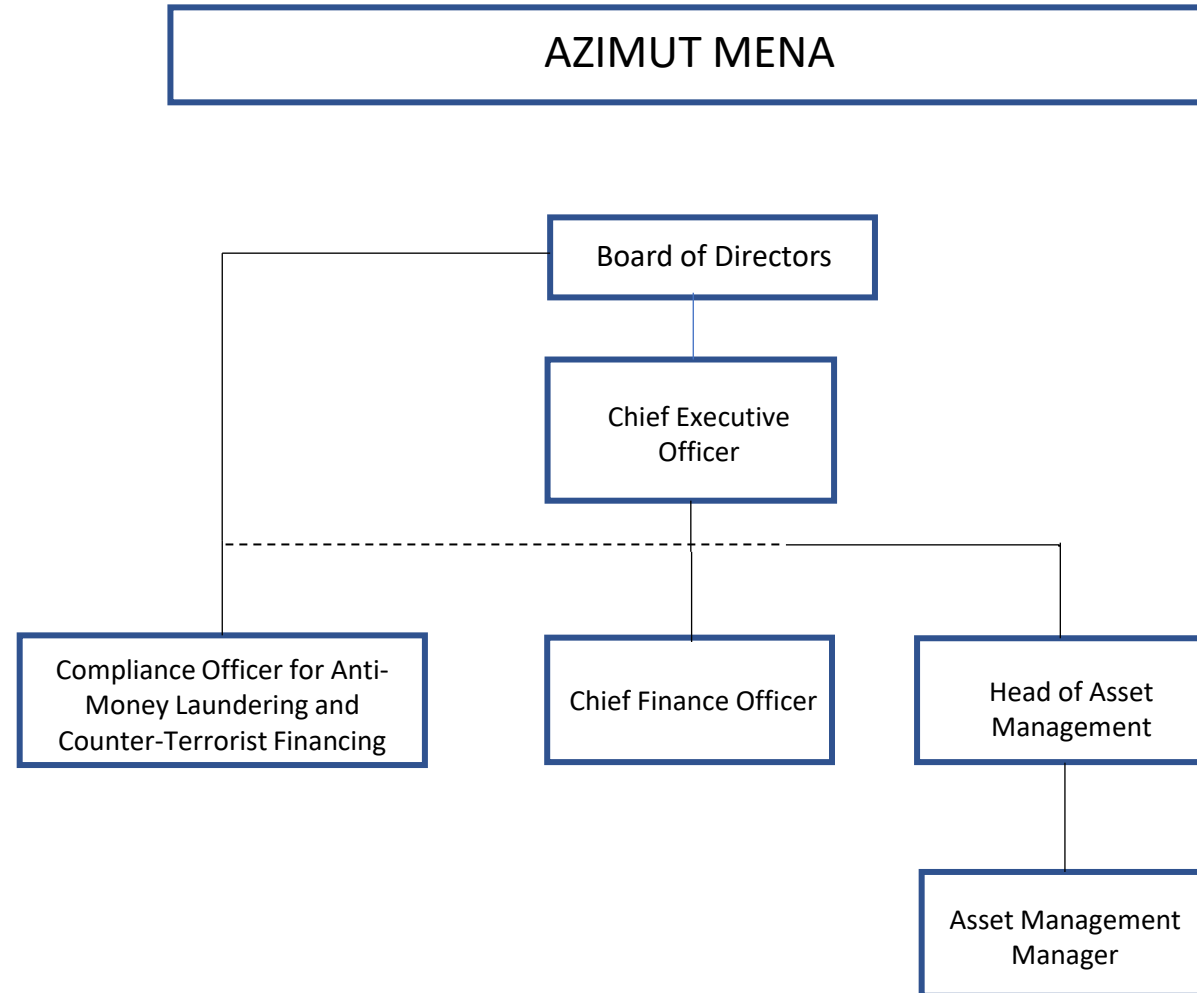 AZIMUT MENA
Board of Directors
Chief Executive
Officer
Compliance Officer for Anti-
Money Laundering and
Counter-Terrorist Financing
Chief Finance Officer
Head of Asset
Management
Asset Management
Manager